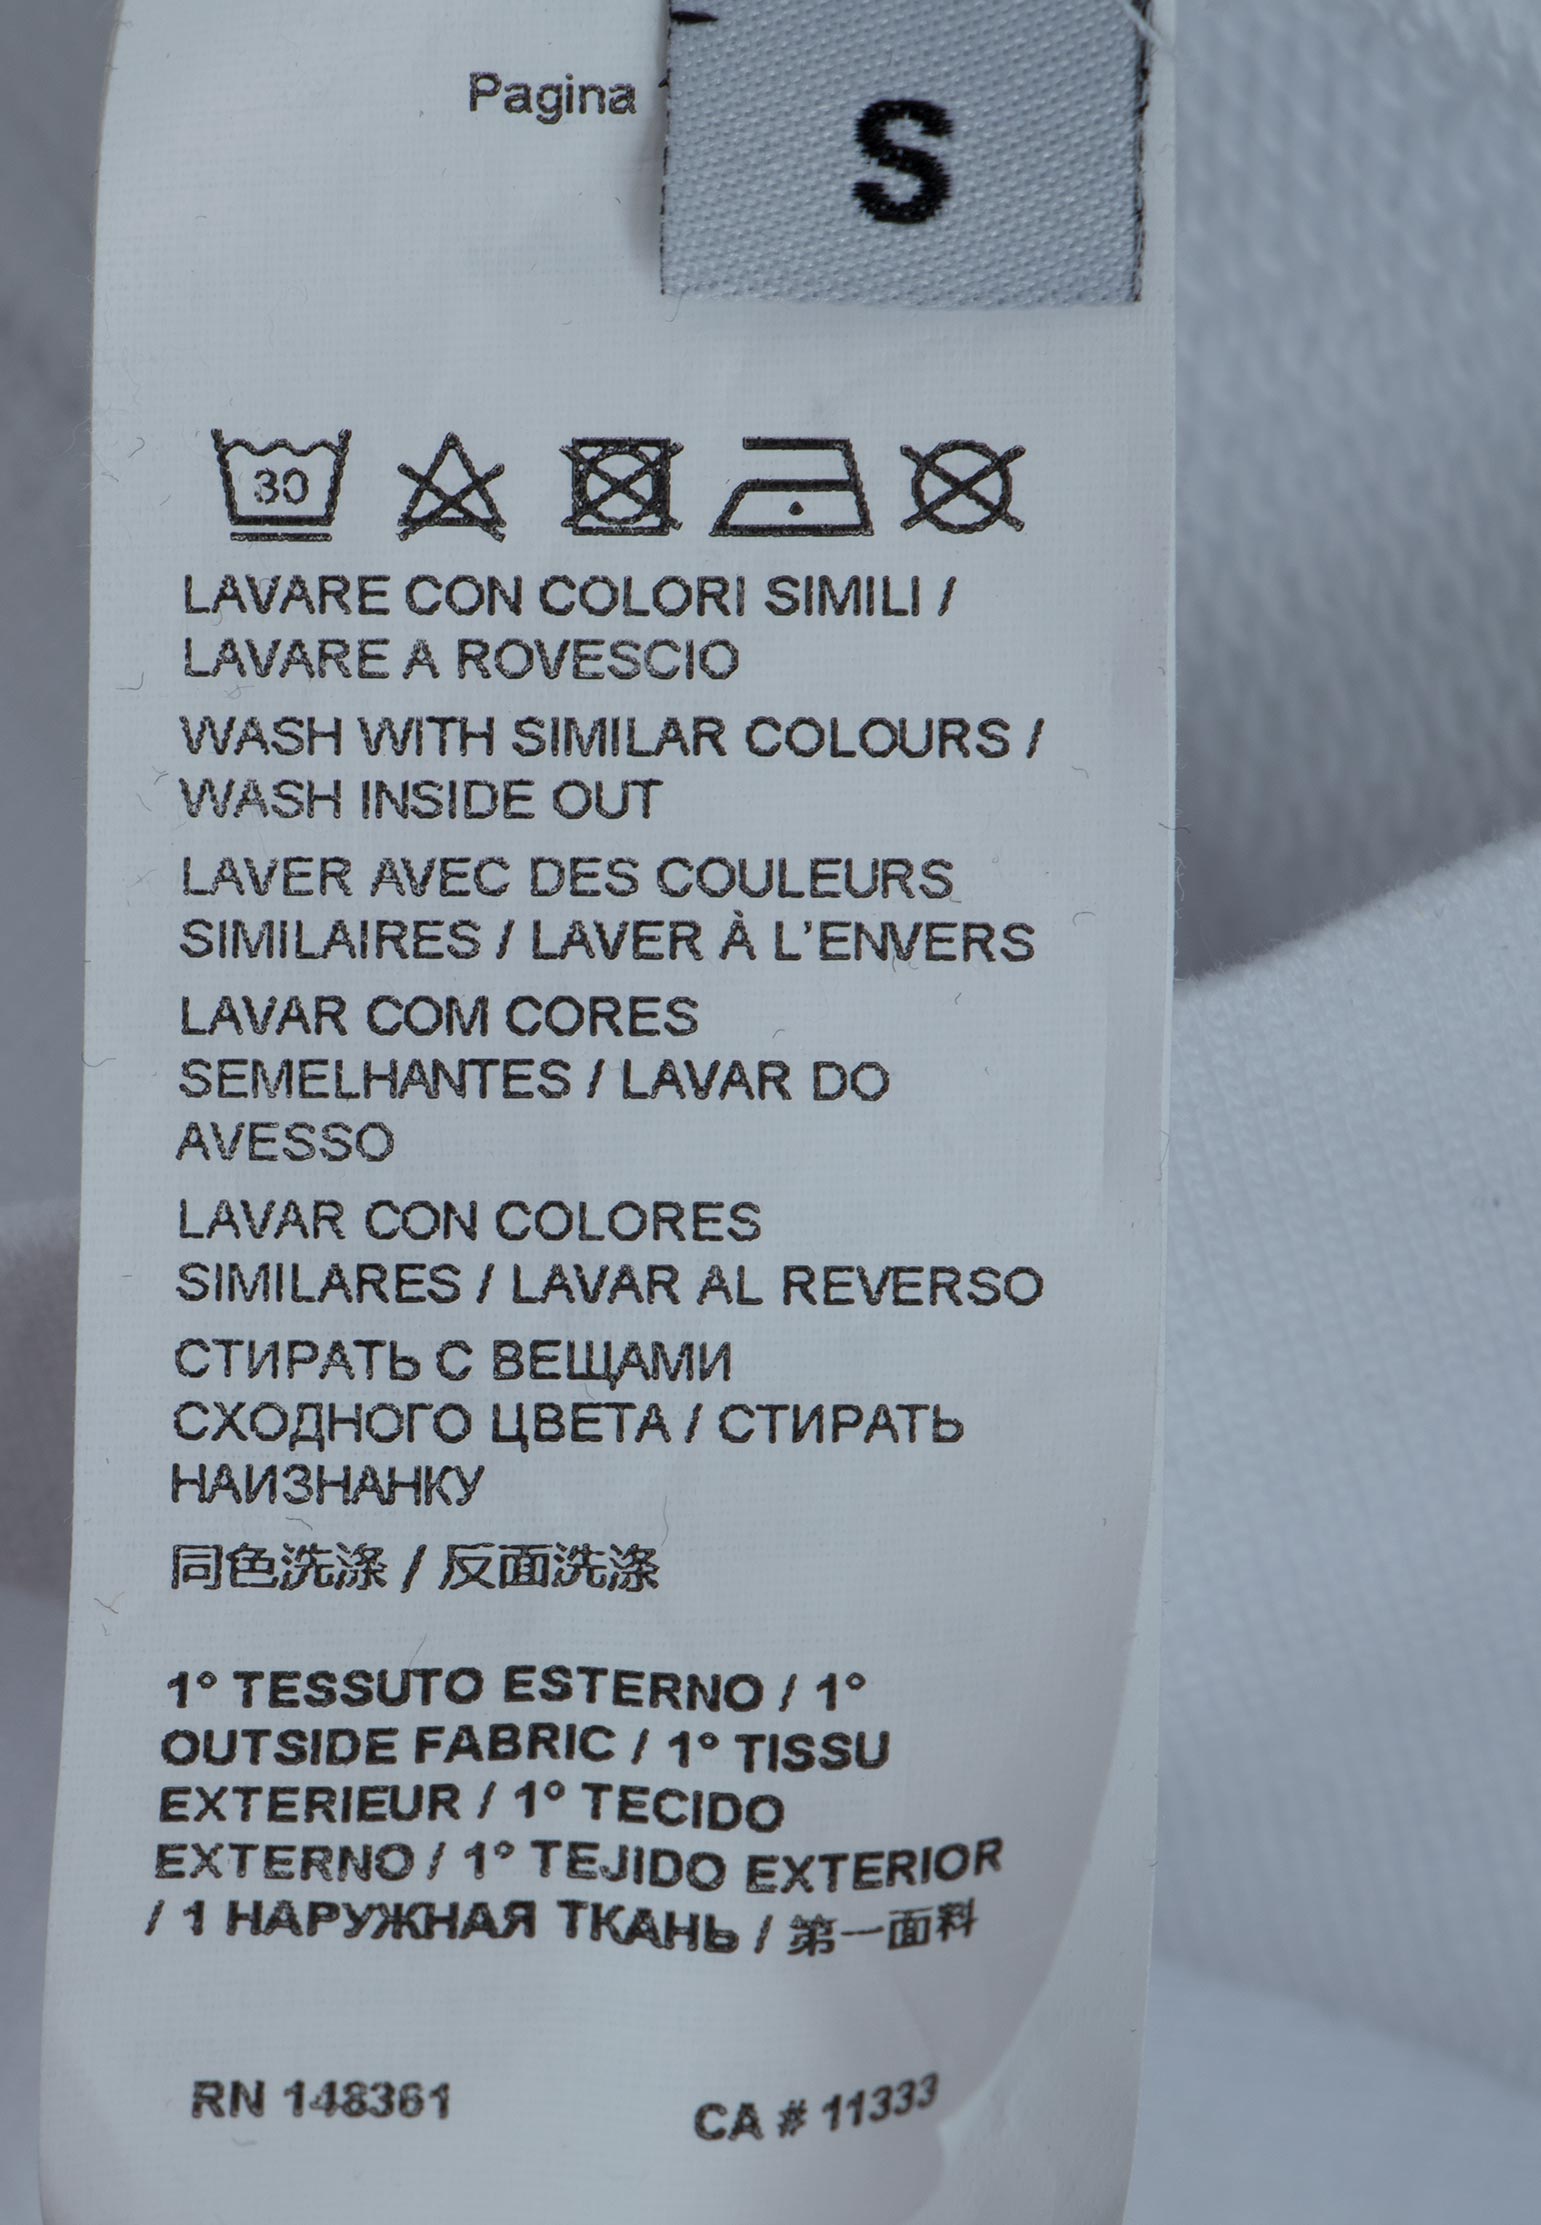 Pagina
S
30
LAVARE CON COLORI SIMILI /
LAVARE A ROVESCIO
WASH WITH SIMILAR COLOURS /
WASH INSIDE OUT
LAVER AVEC DES COULEURS
SIMILAIRES / LAVER À L'ENVERS
LAVAR COM CORES
SEMELHANTES / LAVAR DO
AVESSO
LAVAR CON COLORES
SIMILARES / LAVAR AL REVERSO
СТИРАТЬ С ВЕЩАМИ
СХОДНОГО ЦВЕТА / СТИРАТЬ
НАИЗНАНКУ
同色洗涤 / 反面洗涤
1° TESSUTO ESTERNO / 1°
OUTSIDE FABRIC / 1° TISSU
EXTERIEUR / 1° TECIDO
EXTERNO / 1° TEJIDO EXTERIOR
/ 1 НАРУЖНАЯ ТКАНЬ / 第一面料
RN 148361 CA # 11333